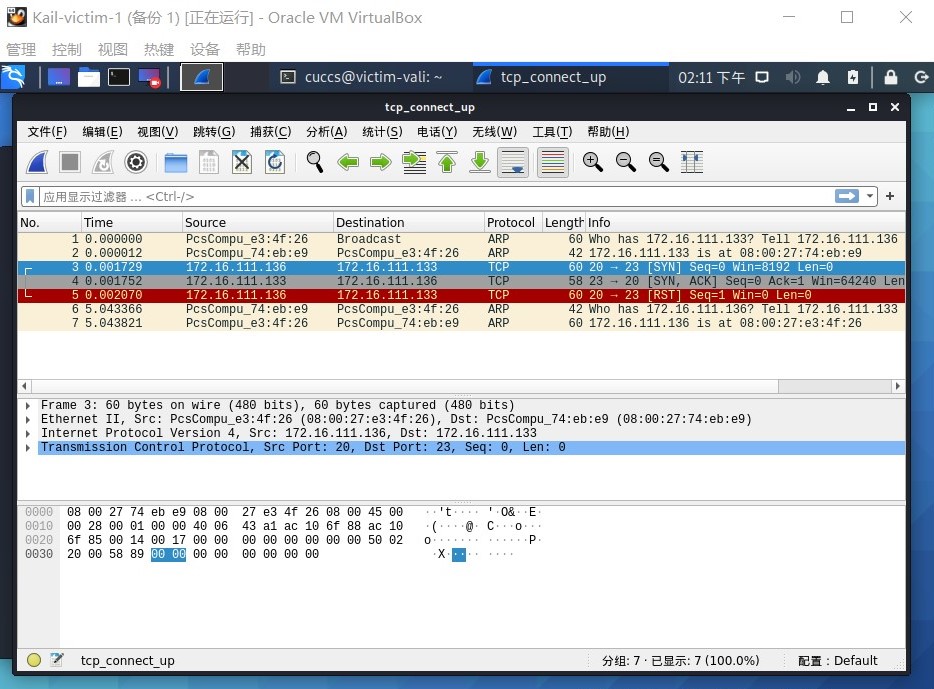 Kail-victim-1 (备份 1) [正在运行] - Oracle VM VirtualBox
管理 控制 视图 热键 设备 帮助
cuccs@victim-vali: ~ tcp_connect_up 02:11 下午
tcp_connect_up
文件(F) 编辑(E) 视图(V) 跳转(G) 捕获(C) 分析(A) 统计(S) 电话(Y) 无线(W) 工具(T) 帮助(H)
应用显示过滤器 … <Ctrl-/>
No. Time Source Destination Protocol Length Info
1 0.000000 PcsCompu_e3:4f:26 Broadcast ARP 60 Who has 172.16.111.133? Tell 172.16.111.136
2 0.000012 PcsCompu_74:eb:e9 PcsCompu_e3:4f:26 ARP 42 172.16.111.133 is at 08:00:27:74:eb:e9
3 0.001729 172.16.111.136 172.16.111.133 TCP 60 20 → 23 [SYN] Seq=0 Win=8192 Len=0
4 0.001752 172.16.111.133 172.16.111.136 TCP 58 23 → 20 [SYN, ACK] Seq=0 Ack=1 Win=64240 Len
5 0.002070 172.16.111.136 172.16.111.133 TCP 60 20 → 23 [RST] Seq=1 Win=0 Len=0
6 5.043366 PcsCompu_74:eb:e9 PcsCompu_e3:4f:26 ARP 42 Who has 172.16.111.136? Tell 172.16.111.133
7 5.043821 PcsCompu_e3:4f:26 PcsCompu_74:eb:e9 ARP 60 172.16.111.136 is at 08:00:27:e3:4f:26
Frame 3: 60 bytes on wire (480 bits), 60 bytes captured (480 bits)
Ethernet II, Src: PcsCompu_e3:4f:26 (08:00:27:e3:4f:26), Dst: PcsCompu_74:eb:e9 (08:00:27:74:eb:e9)
Internet Protocol Version 4, Src: 172.16.111.136, Dst: 172.16.111.133
Transmission Control Protocol, Src Port: 20, Dst Port: 23, Seq: 0, Len: 0
0000 08 00 27 74 eb e9 08 00 27 e3 4f 26 08 00 45 00 ··'t···· '·O&··E·
0010 00 28 00 01 00 00 40 06 43 a1 ac 10 6f 88 ac 10 ·(····@· C···o···
0020 6f 85 00 14 00 17 00 00 00 00 00 00 00 00 50 02 o······· ······P·
0030 20 00 58 89 00 00 00 00 00 00 00 00 ·X····· ····
tcp_connect_up 分组: 7 · 已显示: 7 (100.0%) 配置：Default